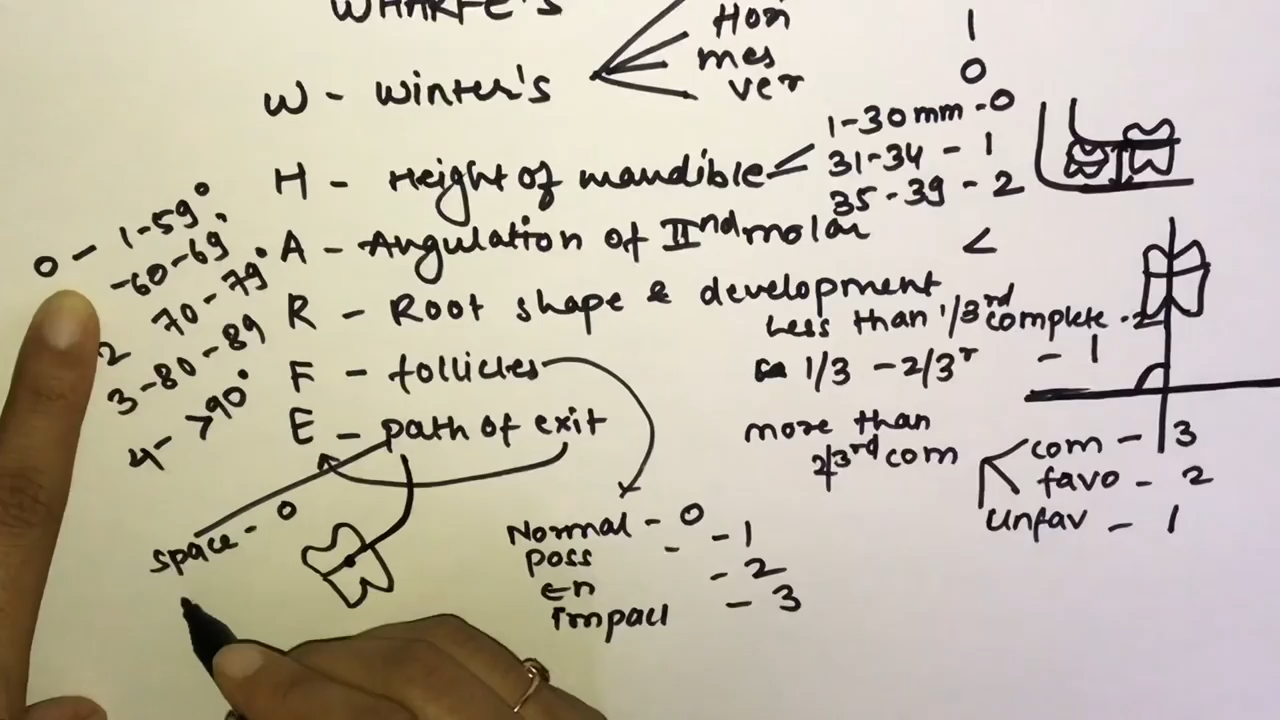 WHARFE's
W - Winter's
Hori
mes
ver
1
0
H - Height of mandible
1-30mm - 0
31-34 - 1
35-39 - 2
A - Angulation of IInd molar <
0 - 1-59°
-60-69°
2 70-79°
3-80-89
4- >90°
R - Root shape & development
Less than 1/3rd complete - 2
1/3 - 2/3r - 1
more than
2/3rd com
com - 3
favo - 2
unfav - 1
F - follicles
Normal - 0
poss - 1
en - 2
Impacl - 3
E - path of exit
space - 0